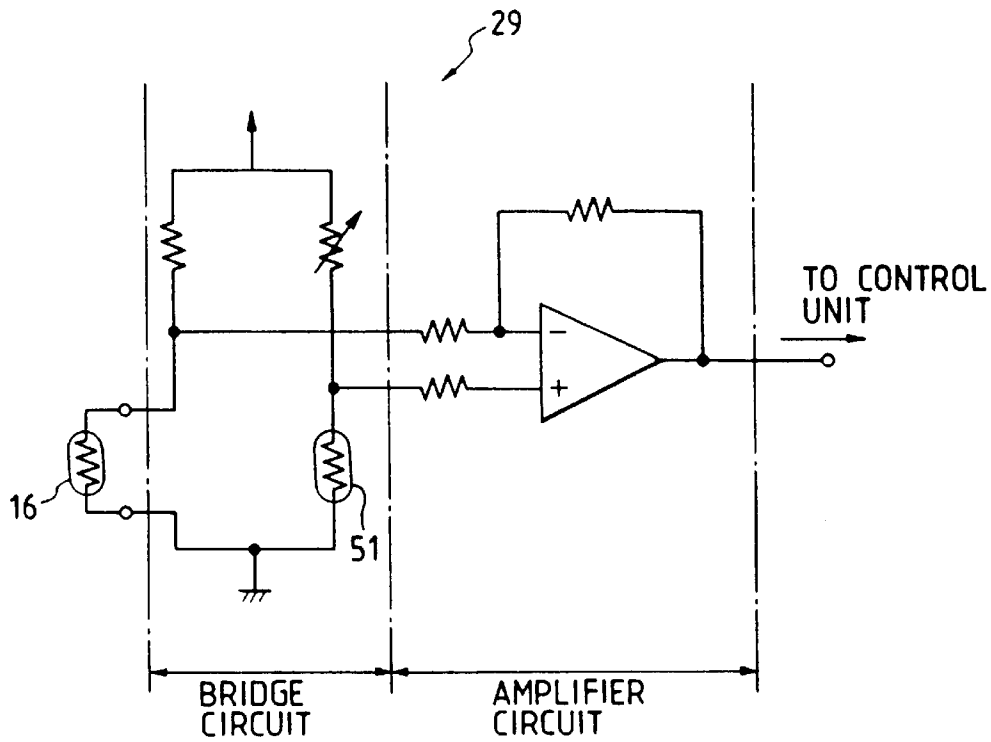 29
TO CONTROL
UNIT
−
+
16
51
BRIDGE
CIRCUIT
AMPLIFIER
CIRCUIT